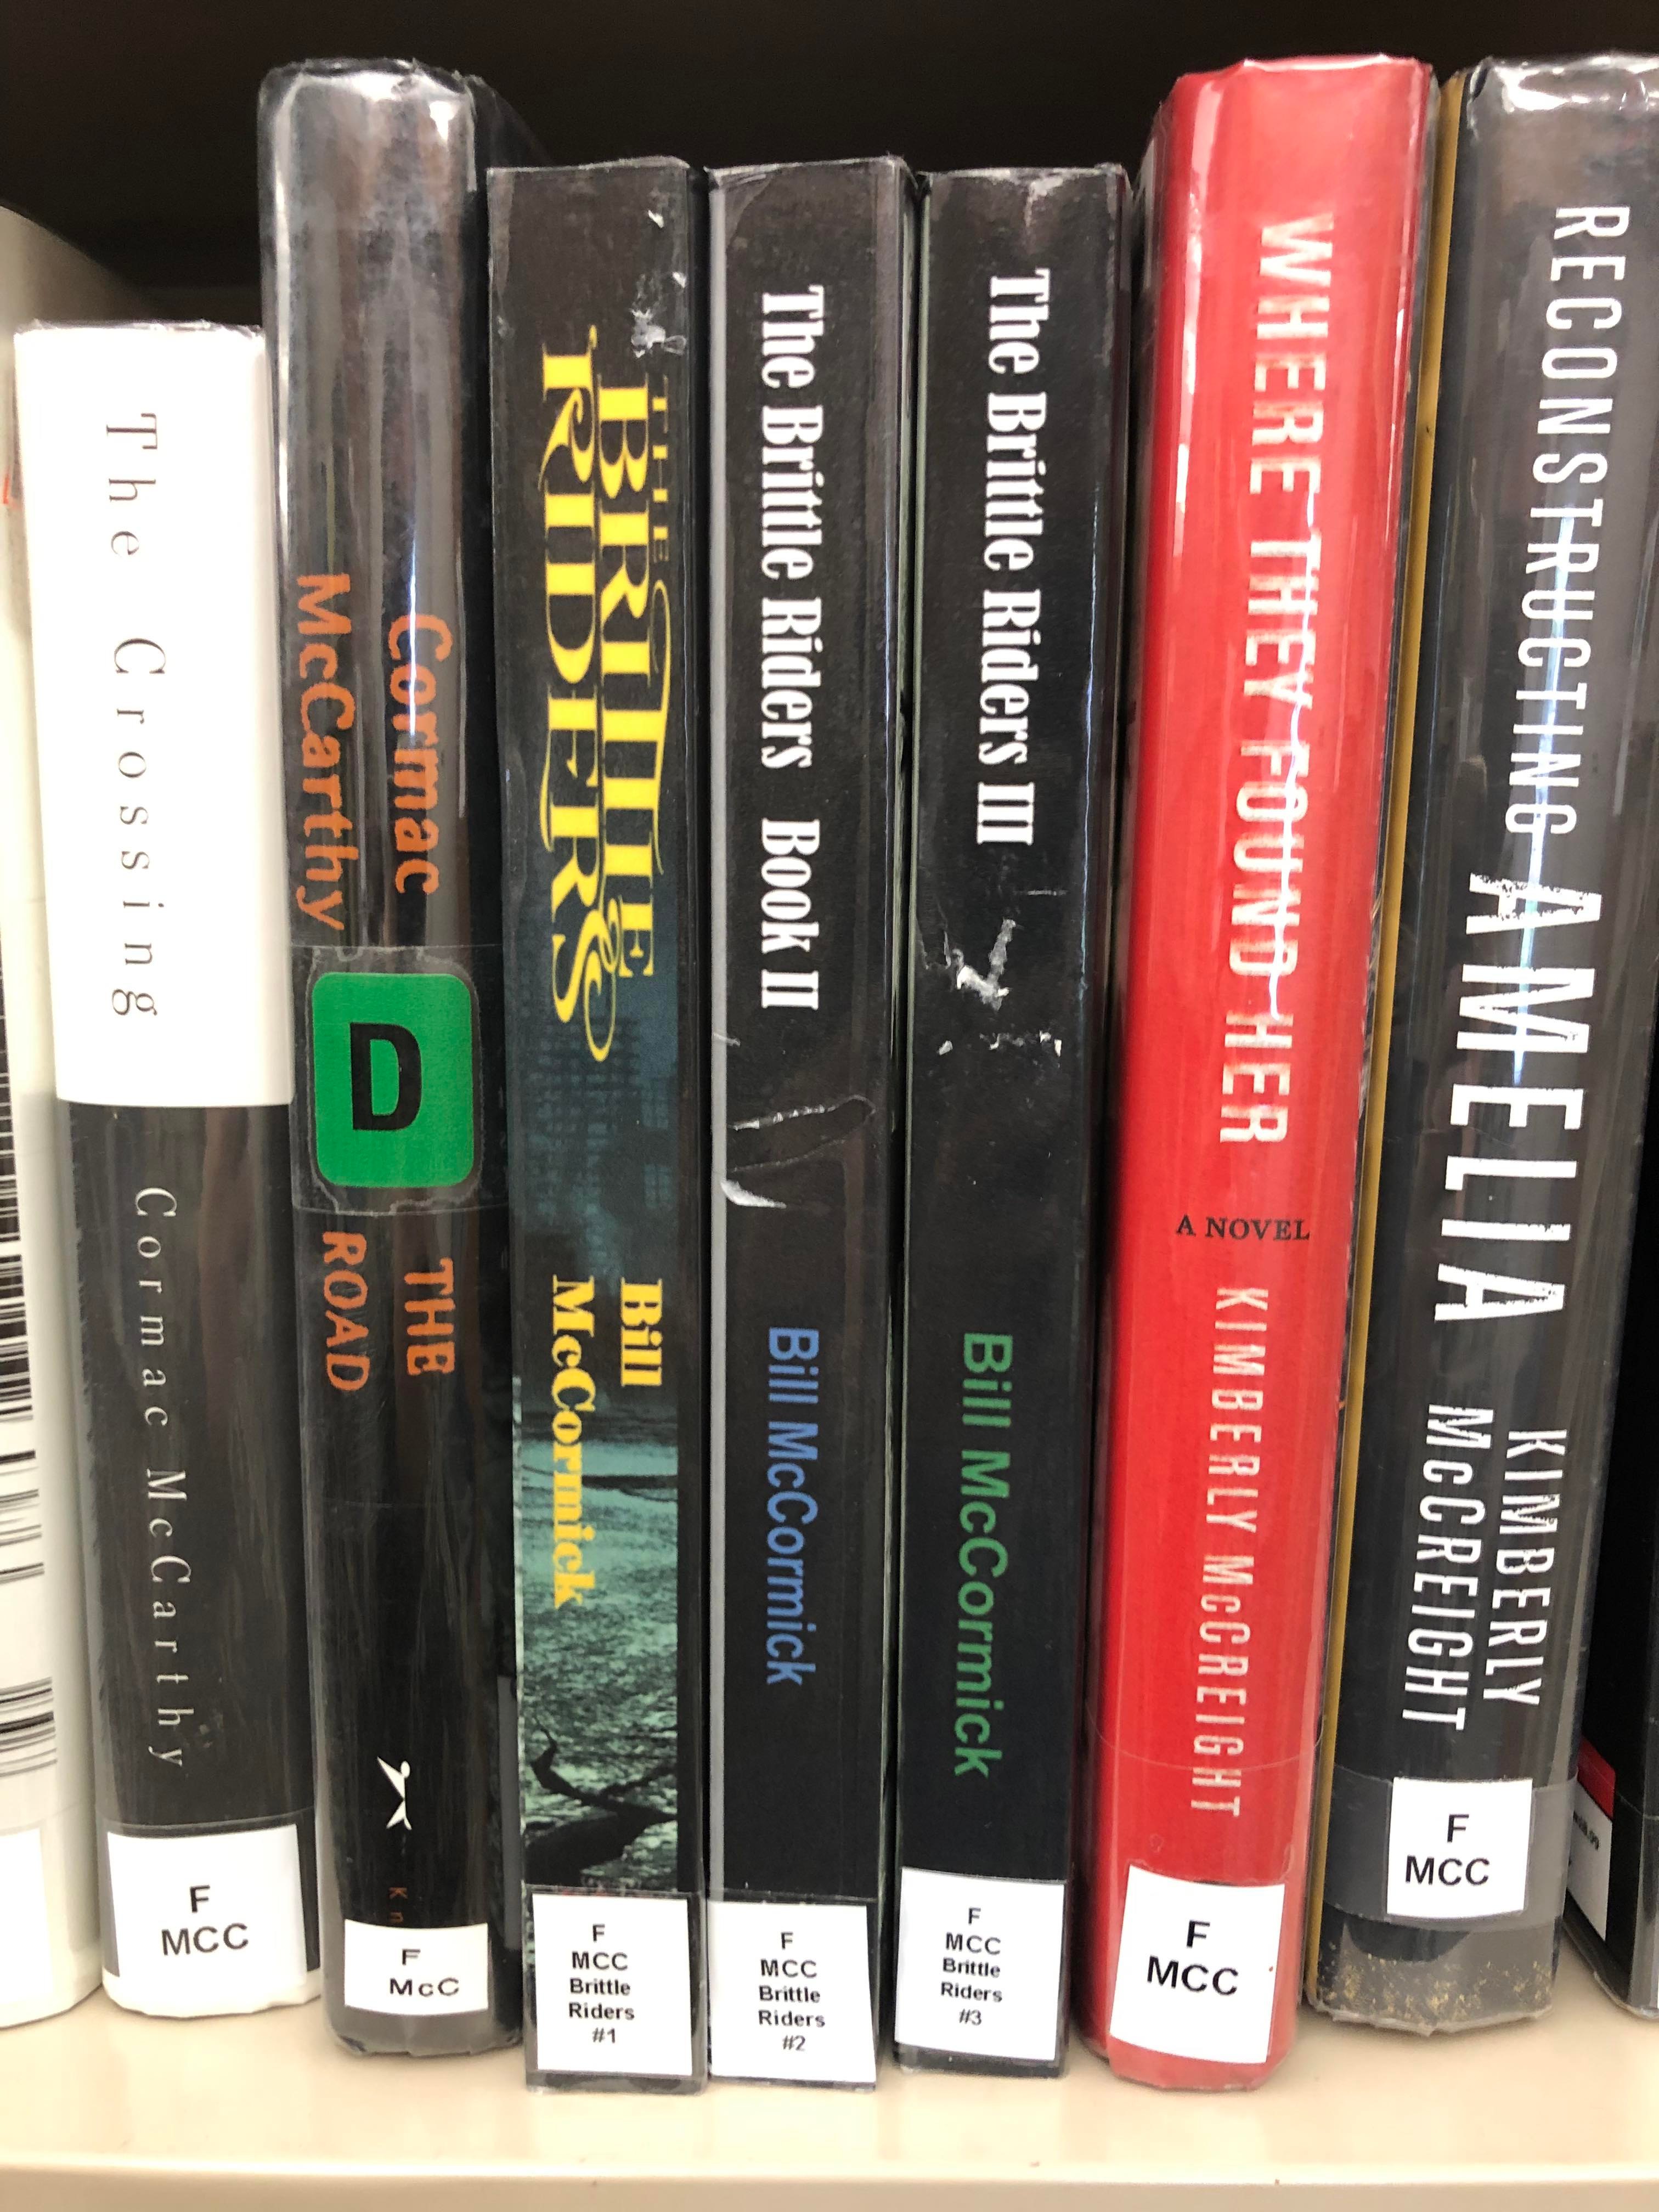 The Crossing
Cormac McCarthy
F
MCC
Cormac
McCarthy
D
THE
ROAD
F
McC
THE
BRITTLE
RIDERS
Bill
McCormick
F
MCC
Brittle
Riders
#1
The Brittle Riders Book II
Bill McCormick
F
MCC
Brittle
Riders
#2
The Brittle Riders III
Bill McCormick
F
MCC
Brittle
Riders
#3
WHERE THEY FOUND HER
A NOVEL
KIMBERLY MCCREIGHT
F
MCC
RECONSTRUCTING AMELIA
KIMBERLY
McCREIGHT
F
MCC